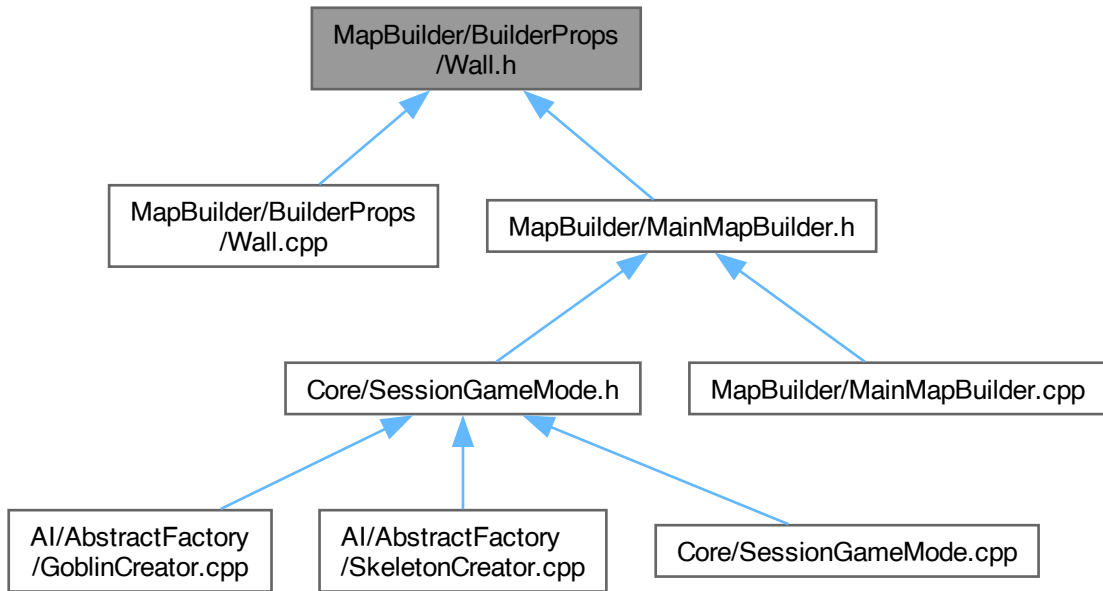 MapBuilder/BuilderProps
/Wall.h
MapBuilder/BuilderProps
/Wall.cpp
MapBuilder/MainMapBuilder.h
Core/SessionGameMode.h
MapBuilder/MainMapBuilder.cpp
AI/AbstractFactory
/GoblinCreator.cpp
AI/AbstractFactory
/SkeletonCreator.cpp
Core/SessionGameMode.cpp